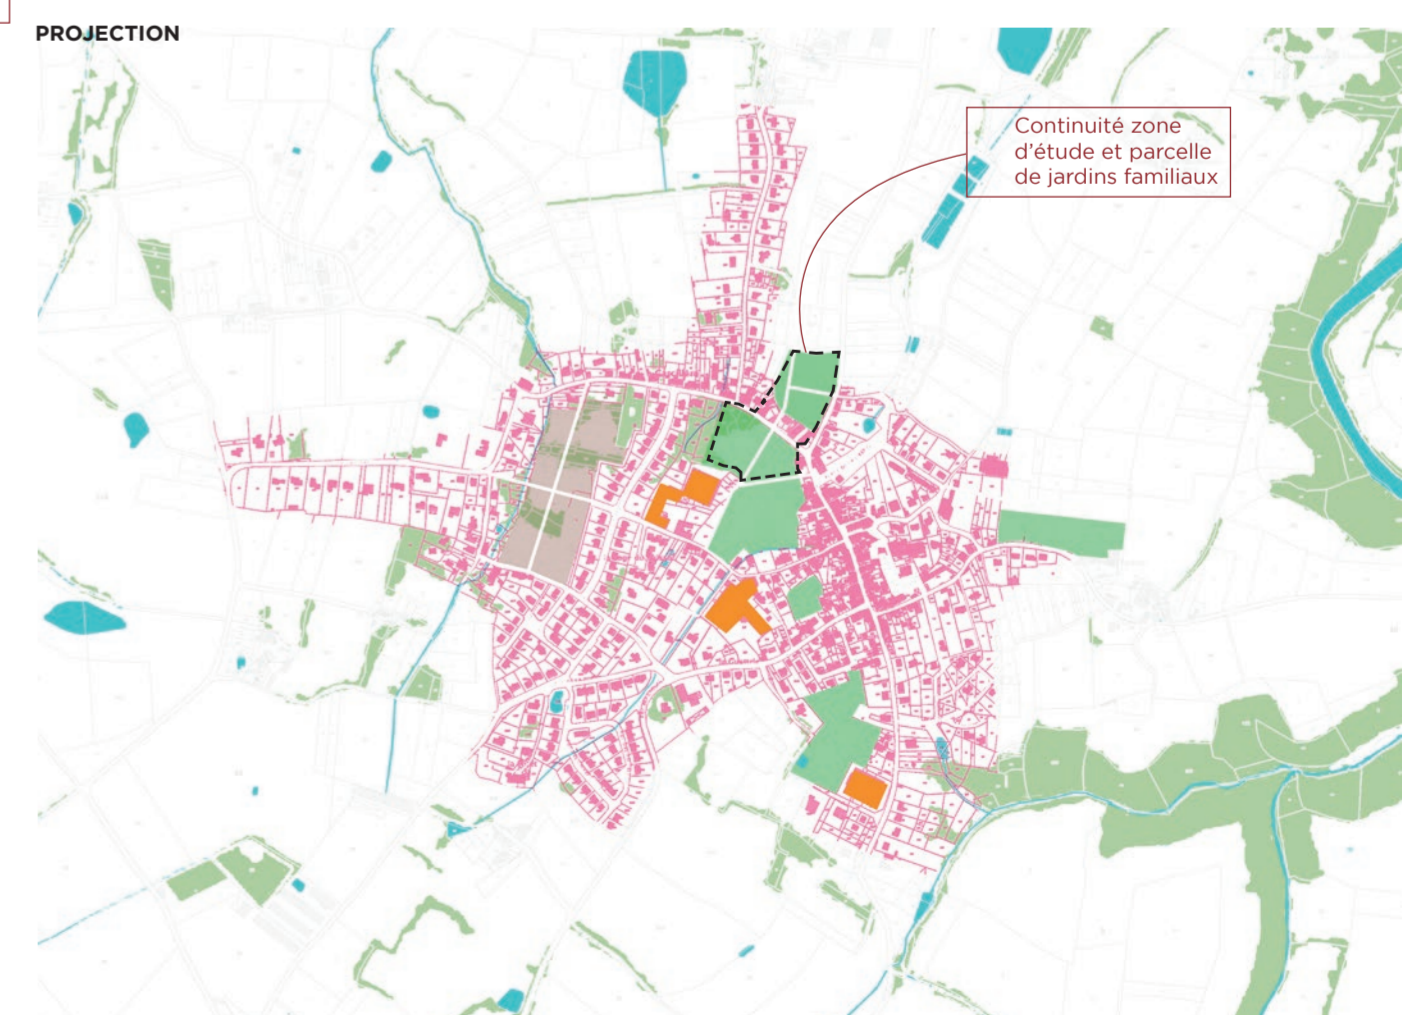 PROJECTION
Continuité zone
d'étude et parcelle
de jardins familiaux